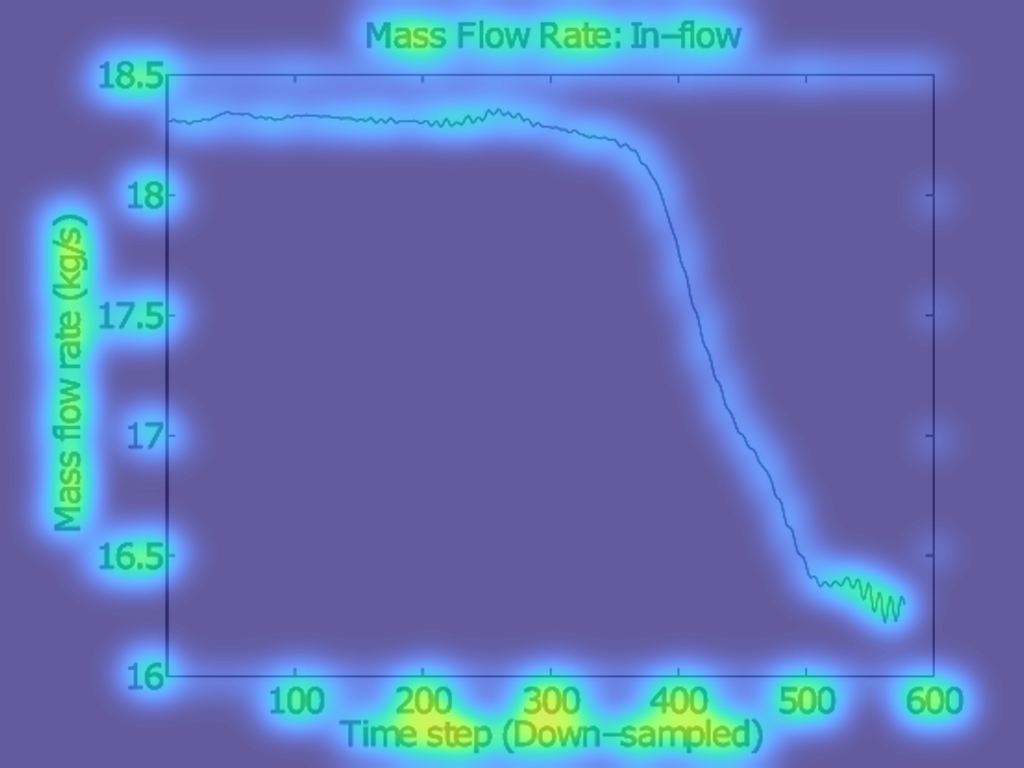 Mass Flow Rate: In-flow
18.5
18
17.5
17
16.5
16
Mass flow rate (kg/s)
100 200 300 400 500 600
Time step (Down-sampled)